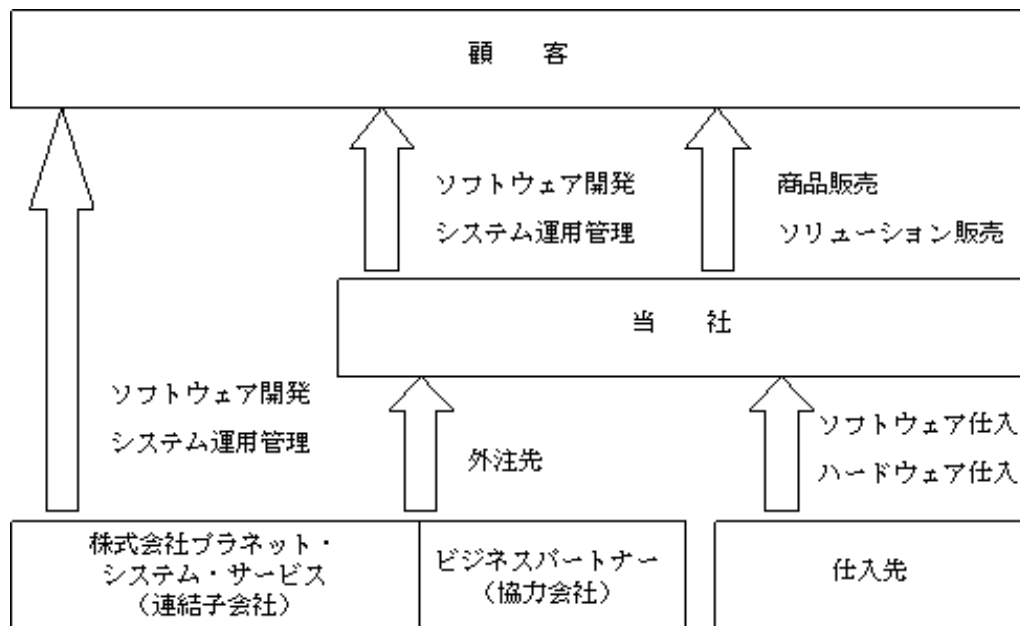 顧　客
ソフトウェア開発
システム運用管理
商品販売
ソリューション販売
当　社
ソフトウェア開発
システム運用管理
外注先
ソフトウェア仕入
ハードウェア仕入
株式会社プラネット・
システム・サービス
（連結子会社）
ビジネスパートナー
（協力会社）
仕入先